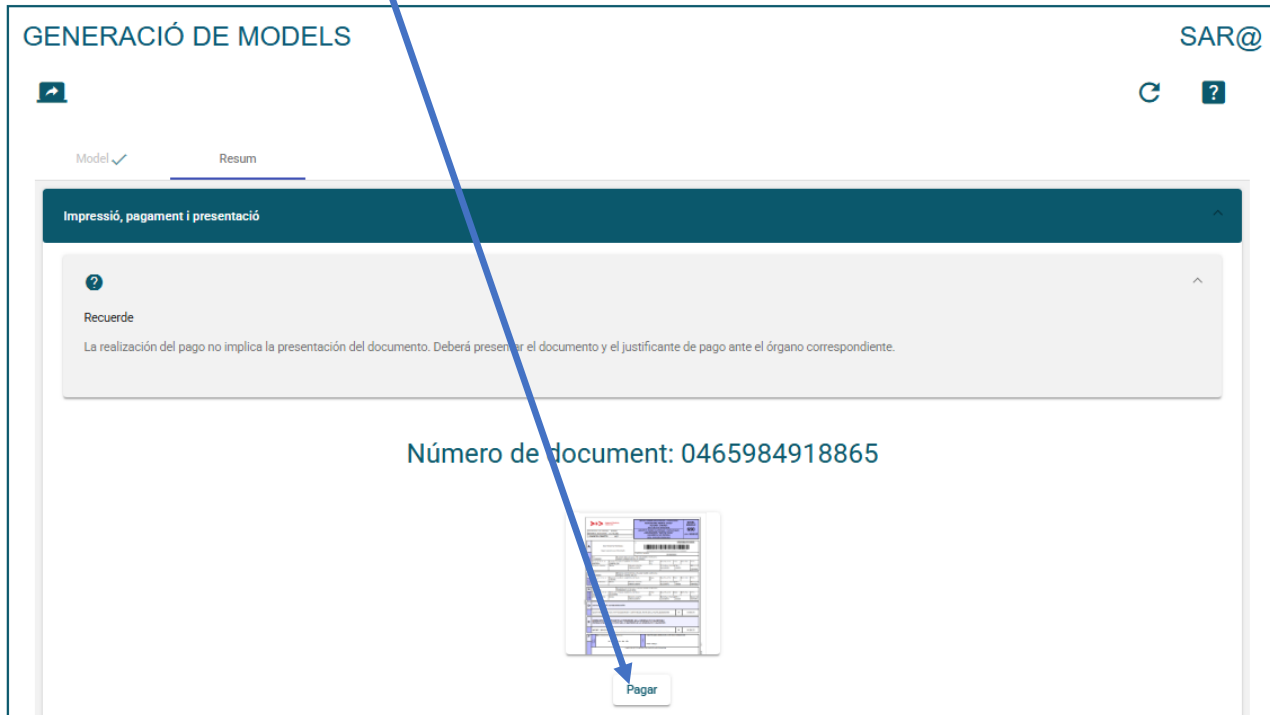 GENERACIÓ DE MODELS
SAR@
?
Model
Resum
Impressió, pagament i presentació
?
Recuerde
La realización del pago no implica la presentación del documento. Deberá presentar el documento y el justificante de pago ante el órgano correspondiente.
Número de document: 0465984918865
Pagar